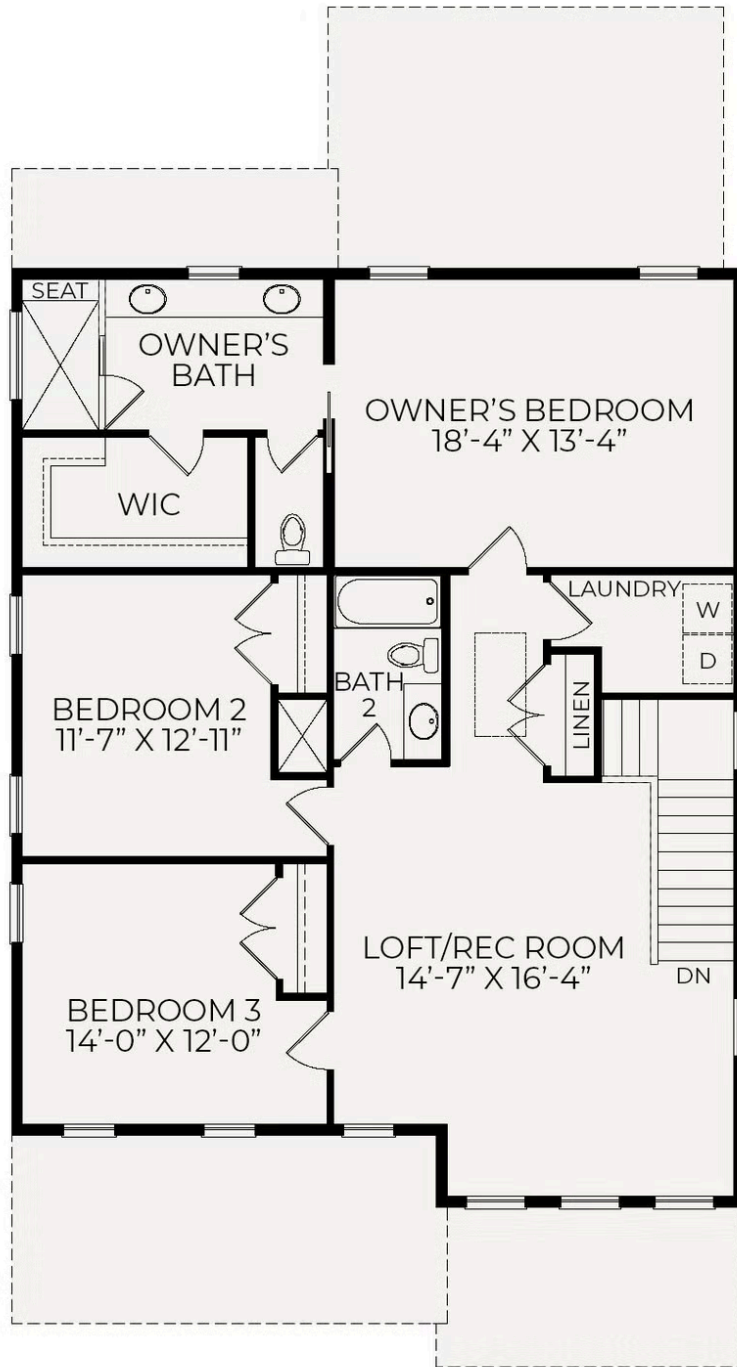 SEAT
OWNER’S
BATH
OWNER’S BEDROOM
18’-4” X 13’-4”
WIC
LAUNDRY
W
D
BATH
2
LINEN
BEDROOM 2
11’-7” X 12’-11”
LOFT/REC ROOM
14’-7” X 16’-4”
DN
BEDROOM 3
14’-0” X 12’-0”